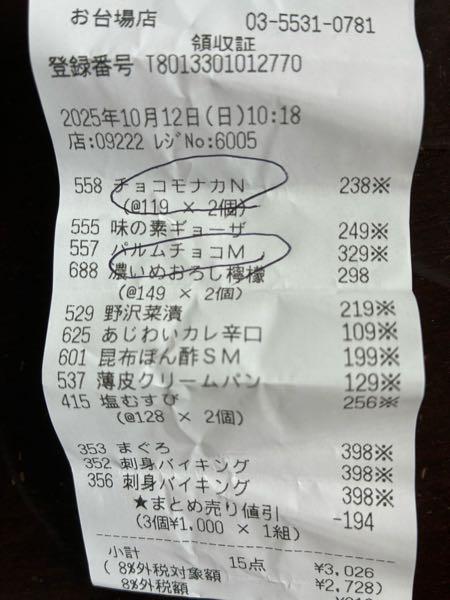 お台場店 03-5531-0781
領収証
登録番号 T8013301012770
2025年10月12日(日)10:18
店:09222 レジNo:6005
558 チョコモナカN 238※
(@119 × 2個)
555 味の素ギョーザ 249※
557 パルムチョコM 329※
688 濃いめおろし檸檬 298
(@149 × 2個)
529 野沢菜漬 219※
625 あじわいカレ辛口 109※
601 昆布ぽん酢SM 199※
537 薄皮クリームパン 129※
415 塩むすび 256※
(@128 × 2個)
353 まぐろ 398※
352 刺身バイキング 398※
356 刺身バイキング 398※
★まとめ売り値引 -194
(3個¥1,000 × 1組)
小計 15点 ¥3,026
( 8%外税対象額 ¥2,728)
8%外税額